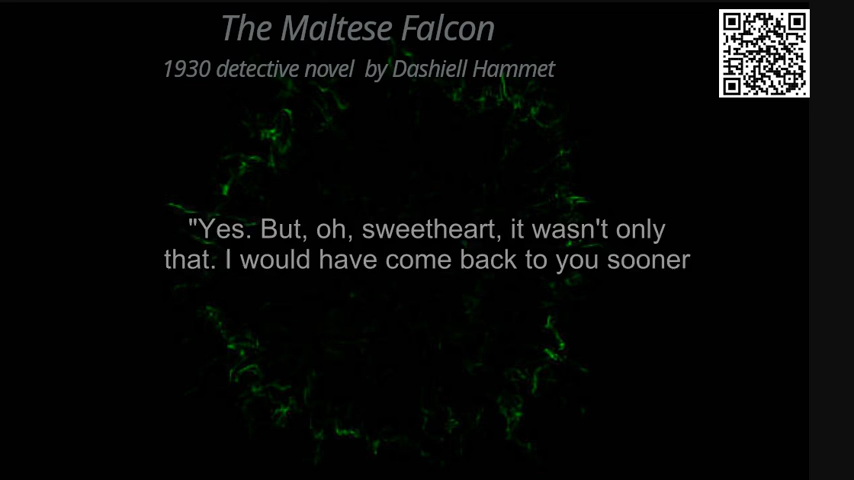 The Maltese Falcon
1930 detective novel by Dashiell Hammet
"Yes. But, oh, sweetheart, it wasn't only
that. I would have come back to you sooner